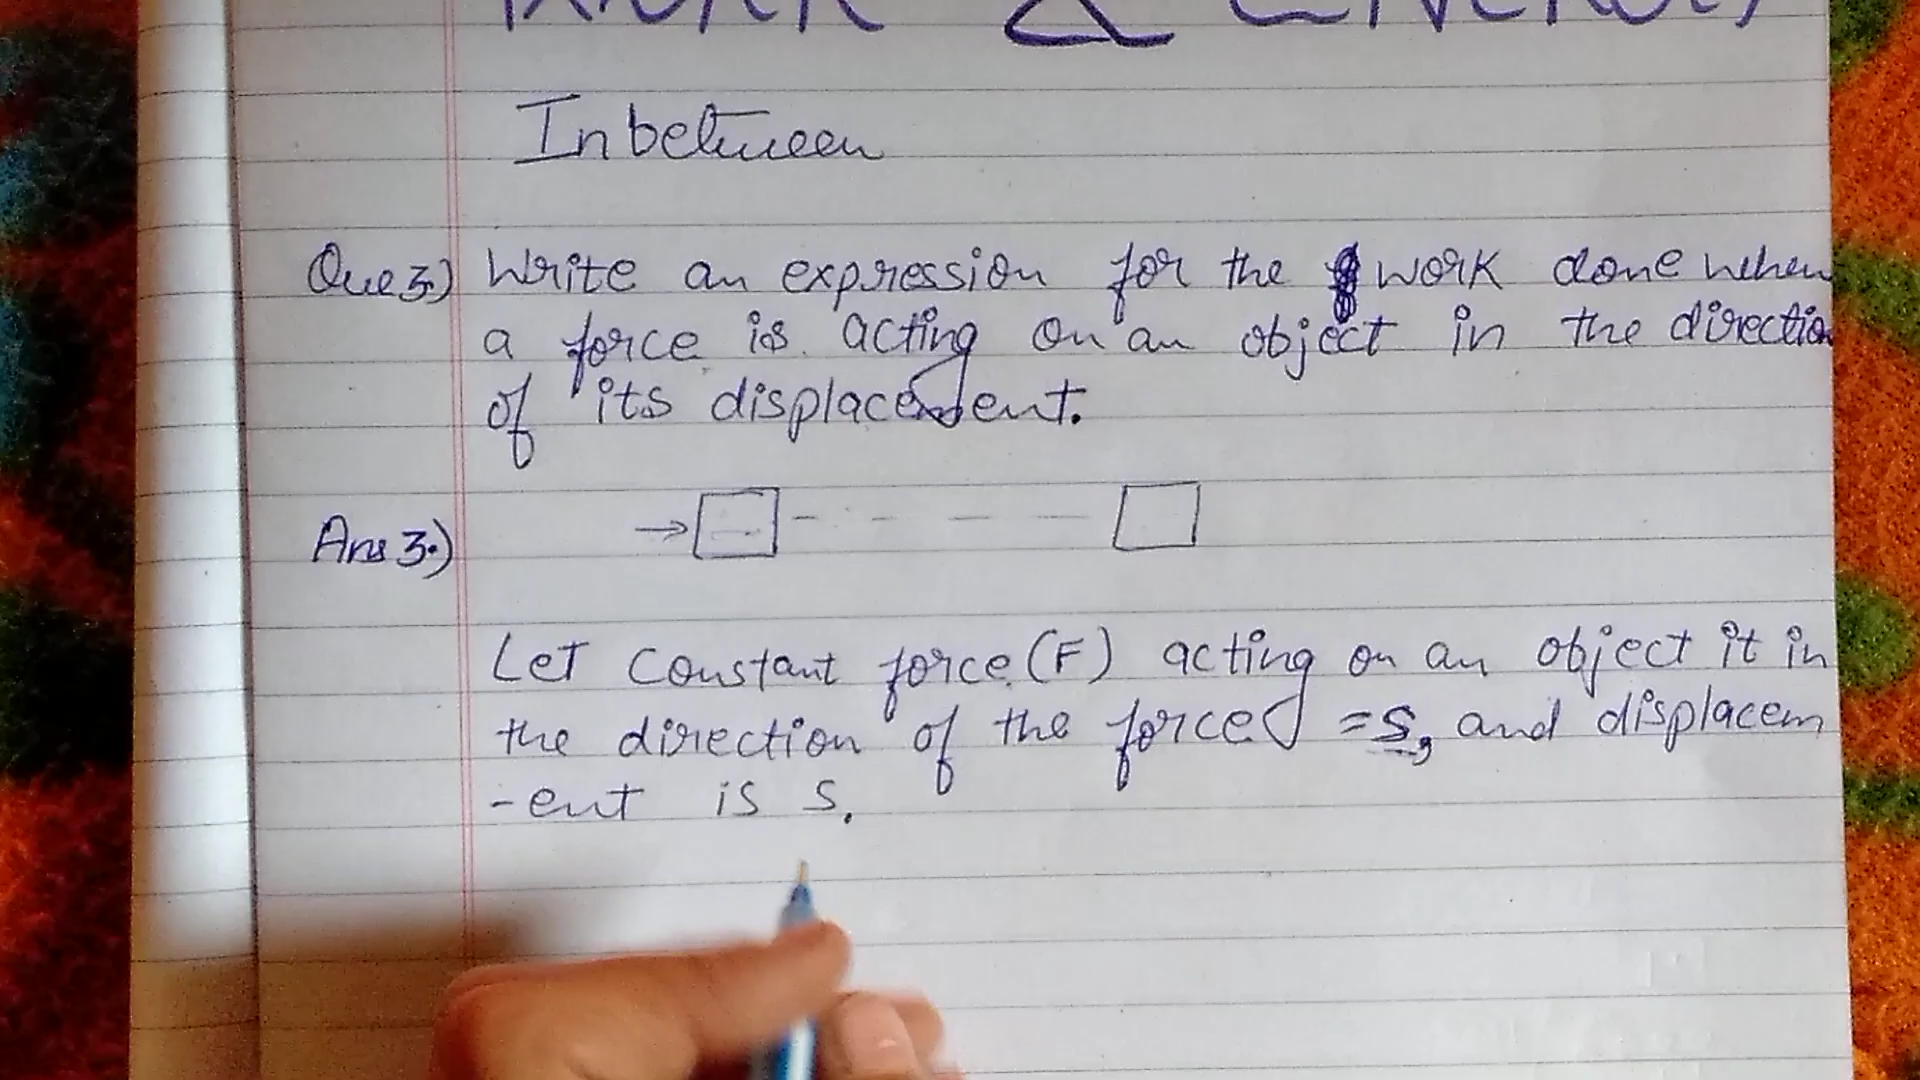 WORK & ENERGY
Inbetween
Que 3.) Write an expression for the work done when
a force is acting on an object in the direction
of its displacement.
Ans 3.)
Let constant force (F) acting on an object it in
the direction of the force = s, and displacem
-ent is s.